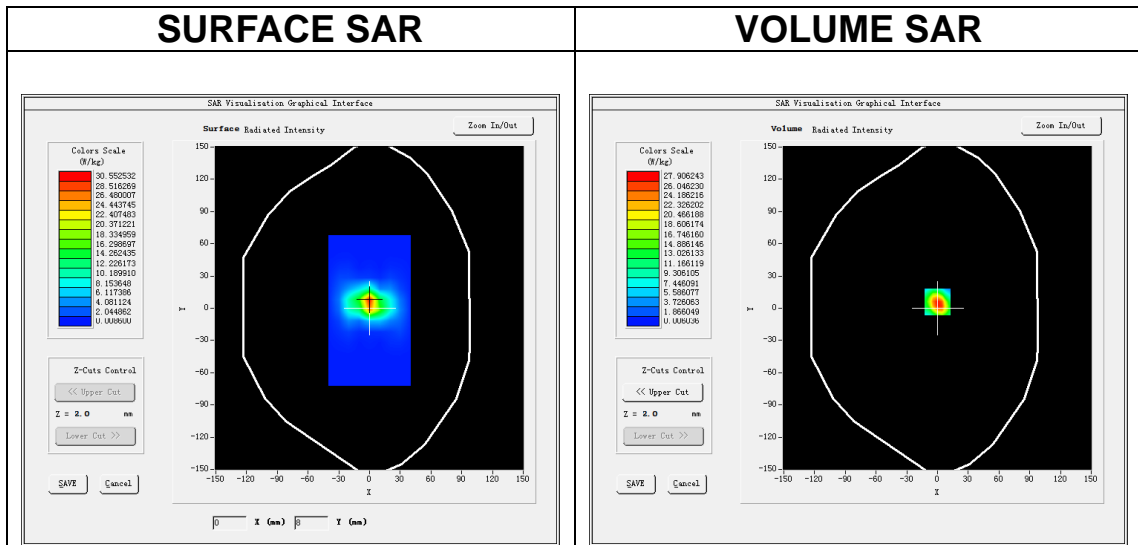 SURFACE SAR
VOLUME SAR
SAR Visualisation Graphical Interface
Surface Radiated Intensity
Zoom In/Out
Colors Scale
(W/kg)
30.552532
28.516269
26.480007
24.443745
22.407483
20.371221
18.334959
16.298697
14.262435
12.226173
10.189910
8.153648
6.117386
4.081124
2.044862
0.008600
150
120
90
60
30
0
-30
-60
-90
-120
-150
Y
-150 -120 -90 -60 -30 0 30 60 90 120 150
X
Z-Cuts Control
<< Upper Cut
Z = 2.0 mm
Lower Cut >>
SAVE Cancel
0 X (mm) 8 Y (mm)
SAR Visualisation Graphical Interface
Volume Radiated Intensity
Zoom In/Out
Colors Scale
(W/kg)
27.906243
26.046230
24.186216
22.326202
20.466188
18.606174
16.746160
14.886146
13.026133
11.166119
9.306105
7.446091
5.586077
3.726063
1.866049
0.006036
150
120
90
60
30
0
-30
-60
-90
-120
-150
Y
-150 -120 -90 -60 -30 0 30 60 90 120 150
X
Z-Cuts Control
<< Upper Cut
Z = 2.0 mm
Lower Cut >>
SAVE Cancel